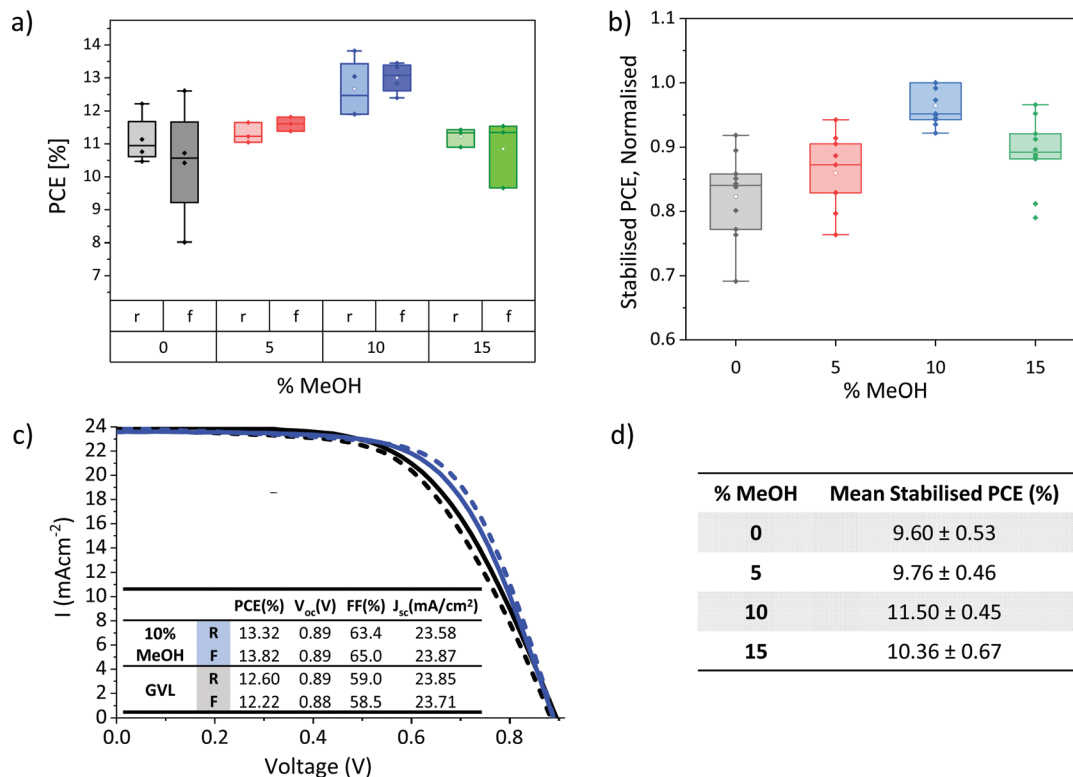 a)
PCE [%]
14
13
12
11
10
9
8
7
r f r f r f r f
0 5 10 15
% MeOH
b)
Stabilised PCE, Normalised
1.1
1.0
0.9
0.8
0.7
0.6
0 5 10 15
% MeOH
c)
I (mAcm-2)
24
22
20
18
16
14
12
10
8
6
4
2
0
0.0 0.2 0.4 0.6 0.8
Voltage (V)
PCE(%) Voc(V) FF(%) Jsc(mA/cm²)
10% R 13.32 0.89 63.4 23.58
MeOH F 13.82 0.89 65.0 23.87
GVL R 12.60 0.89 59.0 23.85
F 12.22 0.88 58.5 23.71
d)
% MeOH Mean Stabilised PCE (%)
0 9.60 ± 0.53
5 9.76 ± 0.46
10 11.50 ± 0.45
15 10.36 ± 0.67